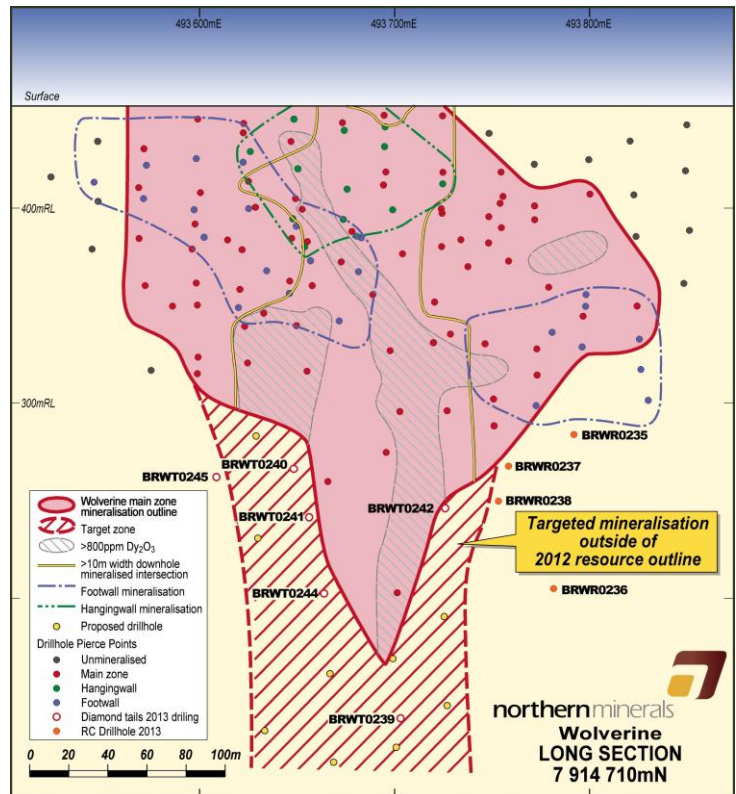 493 600mE
493 700mE
493 800mE
Surface
400mRL
300mRL
BRWR0235
BRWT0240
BRWR0237
BRWT0245
BRWT0242
BRWR0238
BRWT0241
Targeted mineralisation
outside of
2012 resource outline
BRWT0244
BRWR0236
BRWT0239
Wolverine main zone
mineralisation outline
Target zone
>800ppm Dy₂O₃
>10m width downhole
mineralised intersection
Footwall mineralisation
Hangingwall mineralisation
Proposed drillhole
Drillhole Pierce Points
Unmineralised
Main zone
Hangingwall
Footwall
Diamond tails 2013 driling
RC Drillhole 2013
0 20 40 60 80 100m
northernminerals
Wolverine
LONG SECTION
7 914 710mN